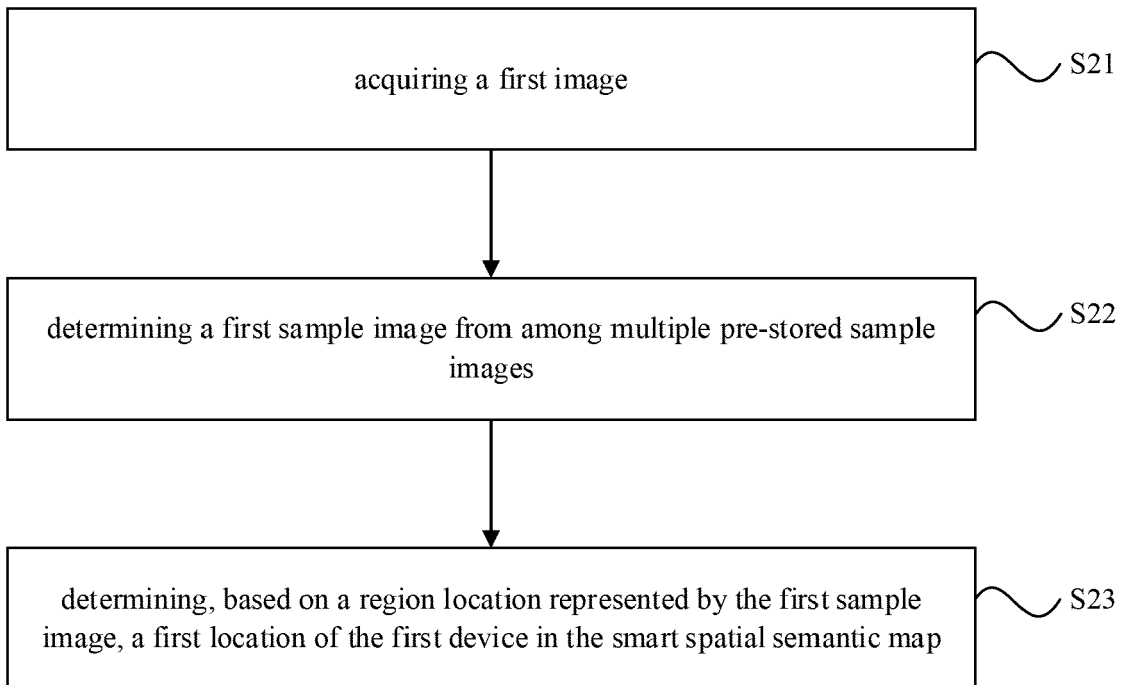 acquiring a first image
S21
determining a first sample image from among multiple pre-stored sample
images
S22
determining, based on a region location represented by the first sample
image, a first location of the first device in the smart spatial semantic map
S23